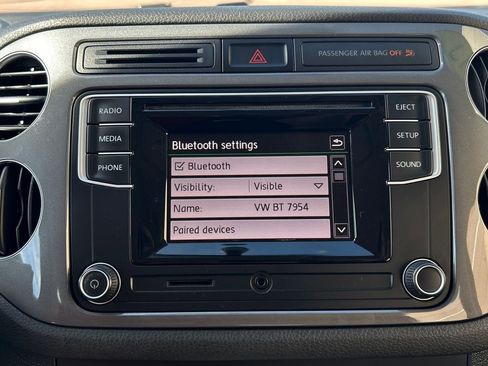 PASSENGER AIR BAG OFF
RADIO
MEDIA
PHONE
Bluetooth settings
Bluetooth
Visibility: Visible
Name: VW BT 7954
Paired devices
EJECT
SETUP
SOUND